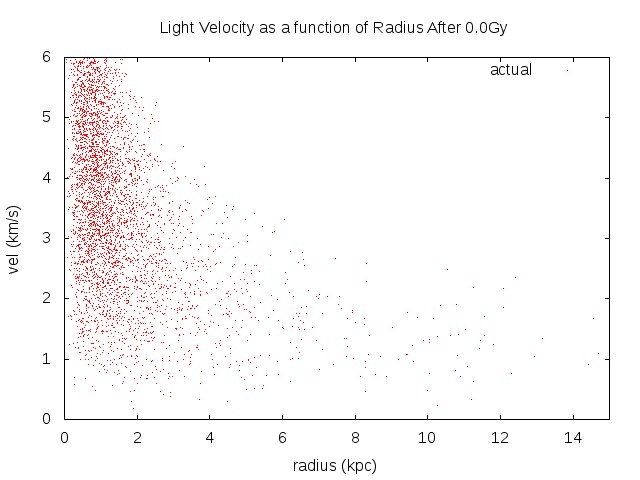 Light Velocity as a function of Radius After 0.0Gy
actual
6
5
4
3
2
1
0
vel (km/s)
0 2 4 6 8 10 12 14
radius (kpc)